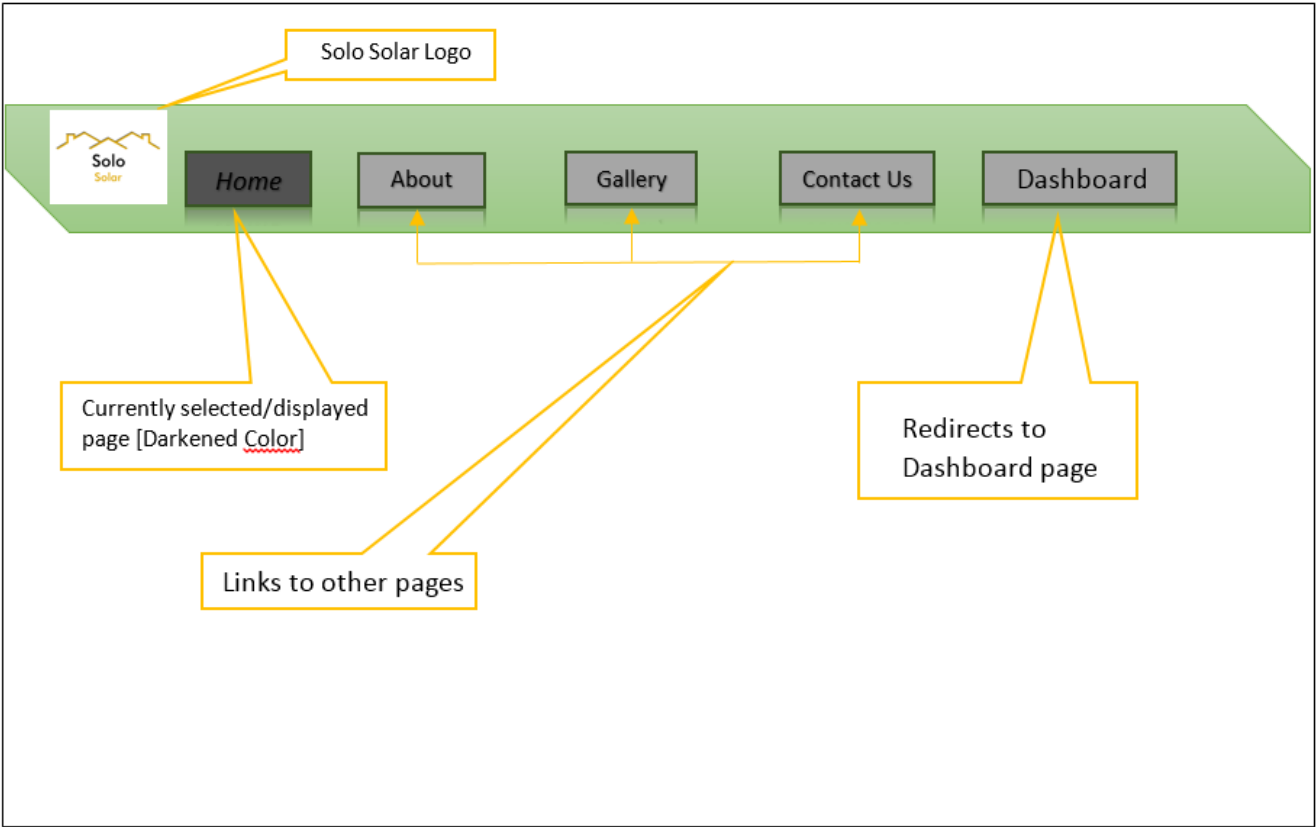 Solo Solar Logo
Solo
Solar
Home
About
Gallery
Contact Us
Dashboard
Currently selected/displayed
page [Darkened Color]
Redirects to
Dashboard page
Links to other pages